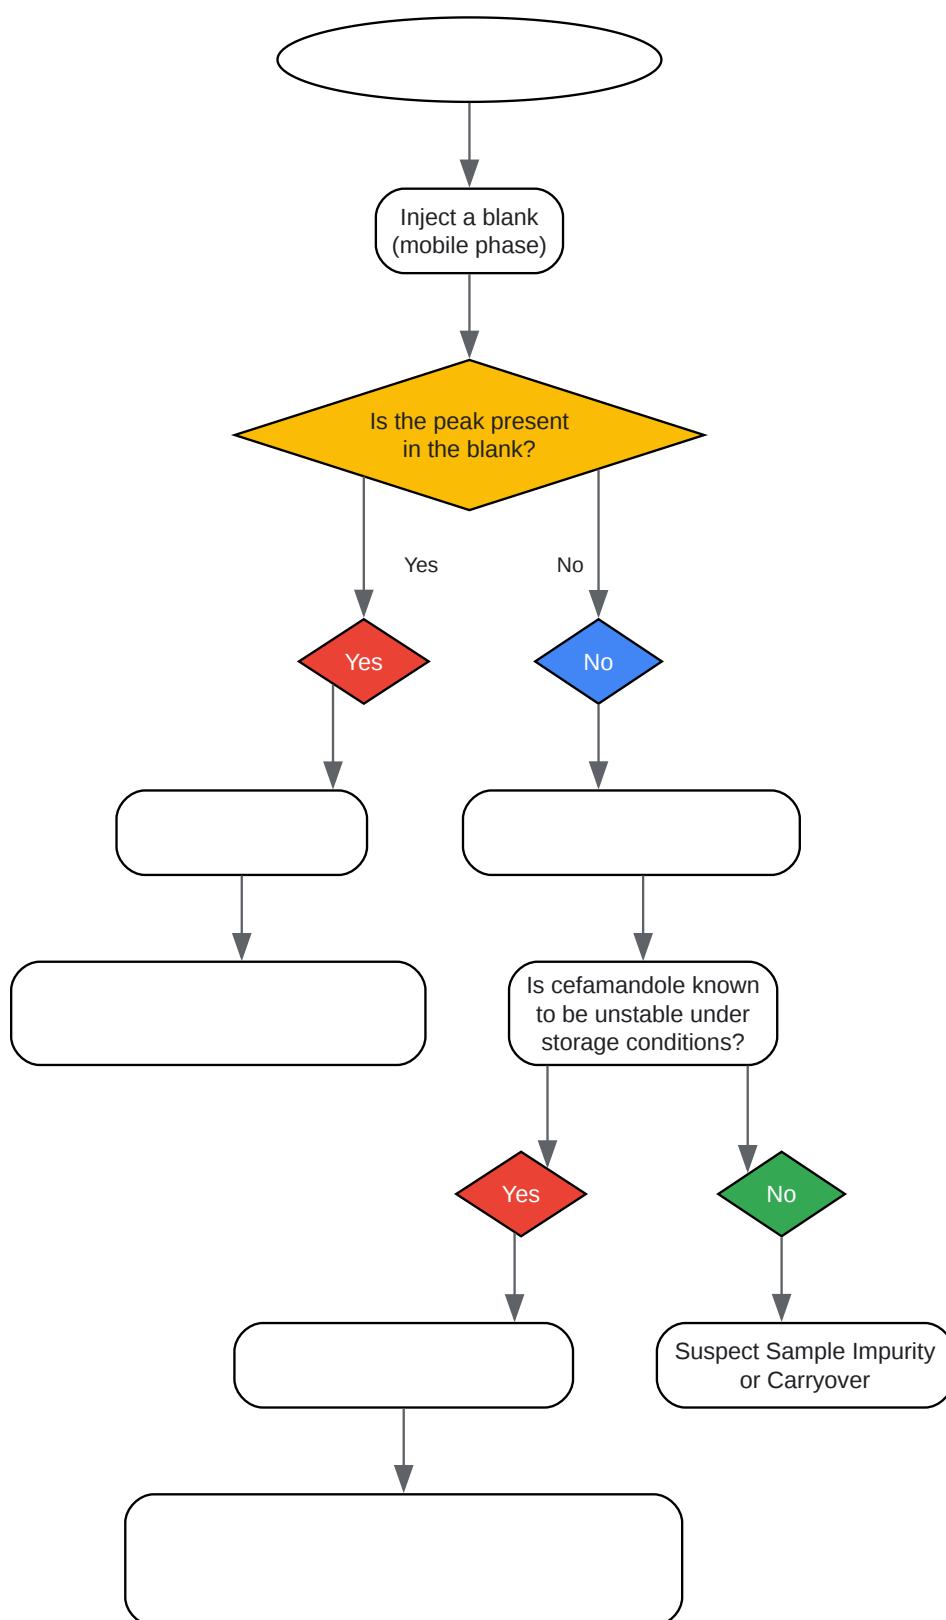 Inject a blank
(mobile phase)
Is the peak present
in the blank?
Yes
No
Yes
No
Is cefamandole known
to be unstable under
storage conditions?
Yes
No
Suspect Sample Impurity
or Carryover